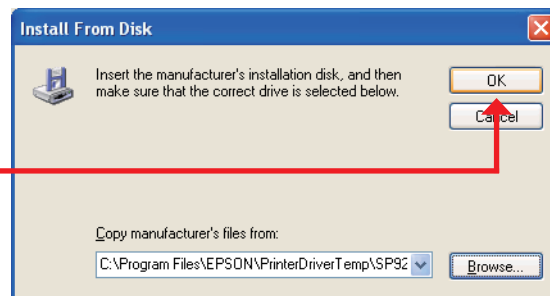 Install From Disk
Insert the manufacturer's installation disk, and then
make sure that the correct drive is selected below.
OK
Cancel
Copy manufacturer's files from:
C:\Program Files\EPSON\PrinterDriverTemp\SP92
Browse...